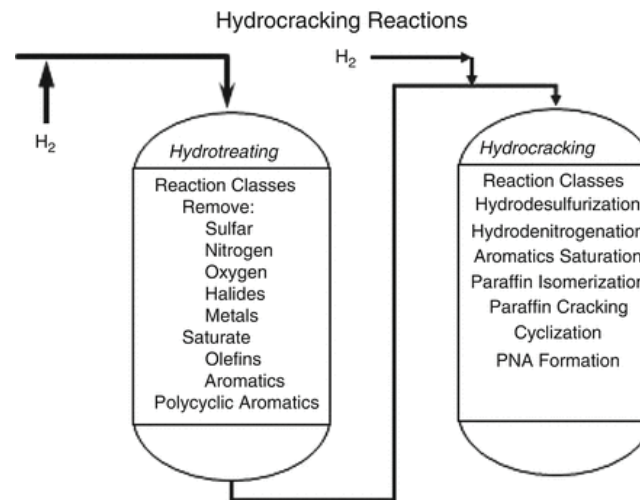 Hydrocracking Reactions
H₂
H₂
Hydrotreating
Reaction Classes
Remove:
Sulfar
Nitrogen
Oxygen
Halides
Metals
Saturate
Olefins
Aromatics
Polycyclic Aromatics
Hydrocracking
Reaction Classes
Hydrodesulfurization
Hydrodenitrogenation
Aromatics Saturation
Paraffin Isomerization
Paraffin Cracking
Cyclization
PNA Formation